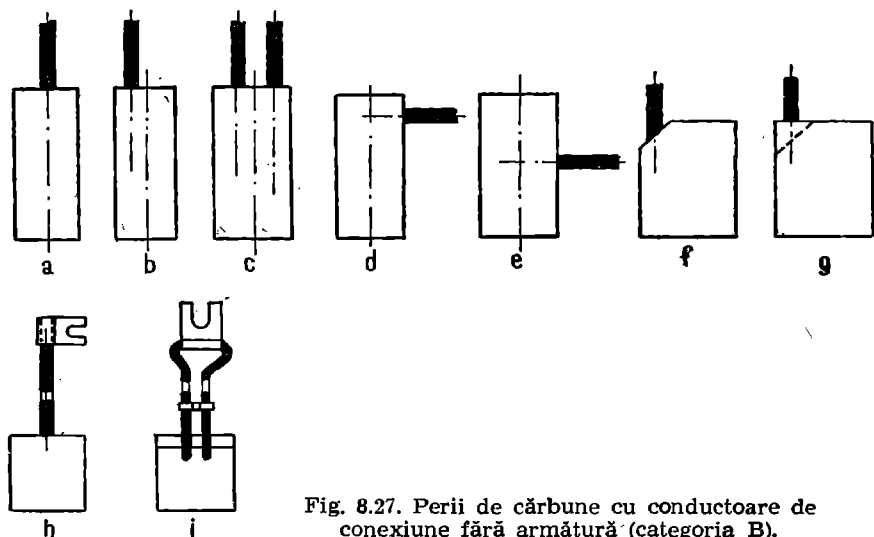 a b c d e f g
h i
Fig. 8.27. Perii de cărbune cu conductoare de
conexiune fără armătură (categoria B).